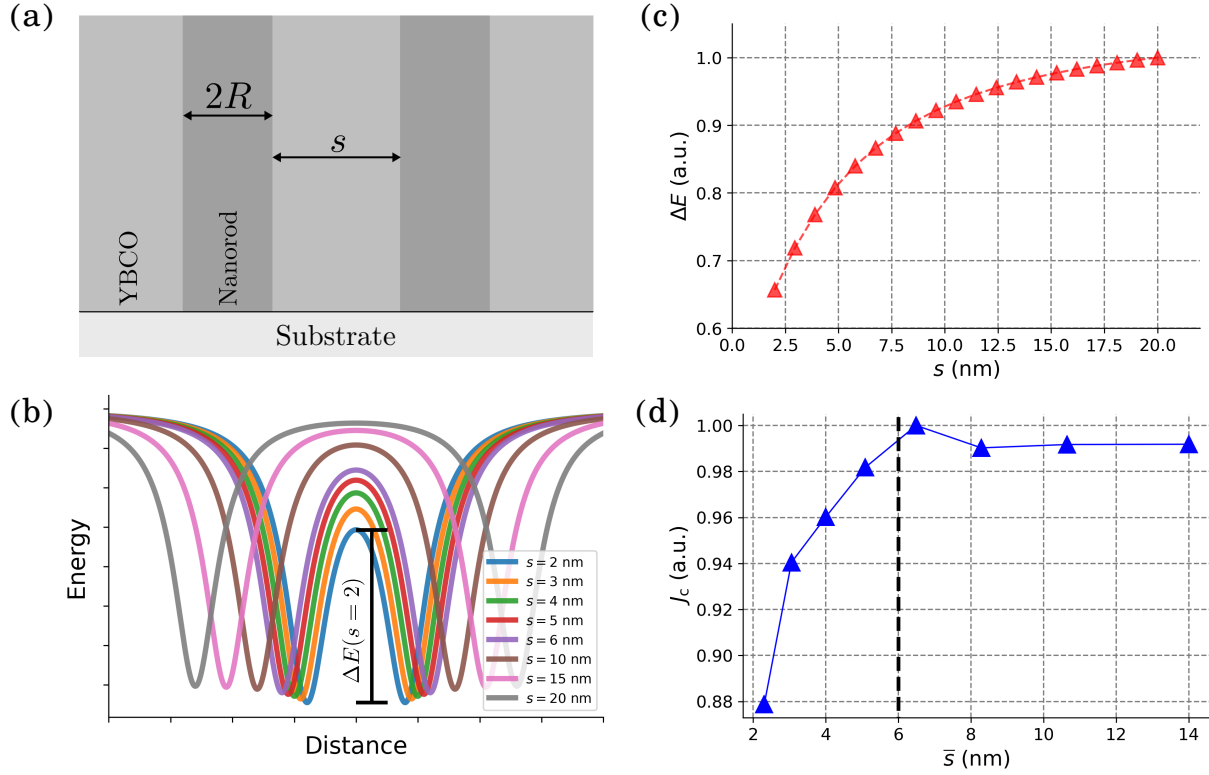 (a)
2R
s
YBCO
Nanorod
Substrate
(b)
Energy
Distance
ΔE(s = 2)
s = 2 nm
s = 3 nm
s = 4 nm
s = 5 nm
s = 6 nm
s = 10 nm
s = 15 nm
s = 20 nm
(c)
ΔE (a.u.)
1.0
0.9
0.8
0.7
0.6
0.0 2.5 5.0 7.5 10.0 12.5 15.0 17.5 20.0
s (nm)
(d)
J_c (a.u.)
1.00
0.98
0.96
0.94
0.92
0.90
0.88
2 4 6 8 10 12 14
s̅ (nm)